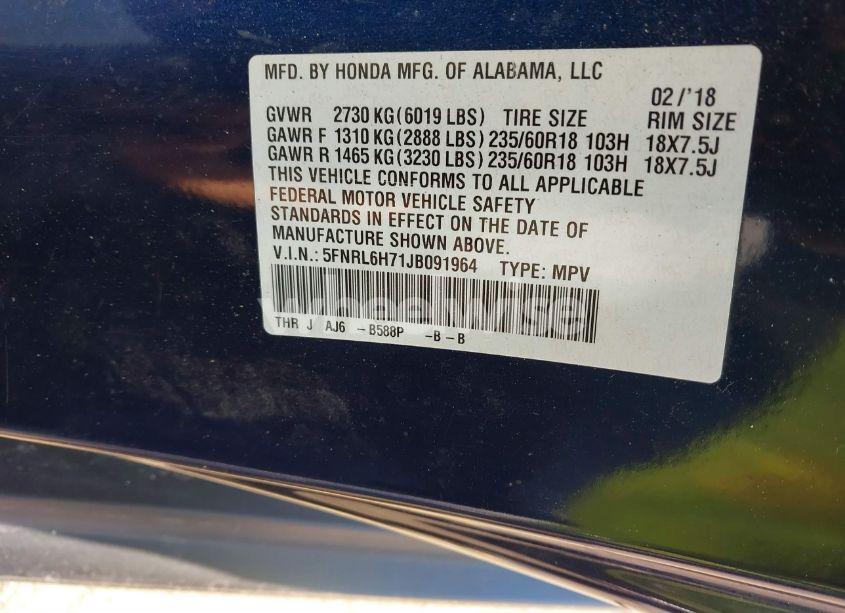 MFD. BY HONDA MFG. OF ALABAMA, LLC
02/'18
GVWR 2730 KG(6019 LBS) TIRE SIZE RIM SIZE
GAWR F 1310 KG(2888 LBS)235/60R18 103H 18X7.5J
GAWR R 1465 KG(3230 LBS)235/60R18 103H 18X7.5J
THIS VEHICLE CONFORMS TO ALL APPLICABLE
FEDERAL MOTOR VEHICLE SAFETY
STANDARDS IN EFFECT ON THE DATE OF
MANUFACTURE SHOWN ABOVE.
V.I.N.: 5FNRL6H71JB091964 TYPE: MPV
THR J AJ6 -B588P -B-B